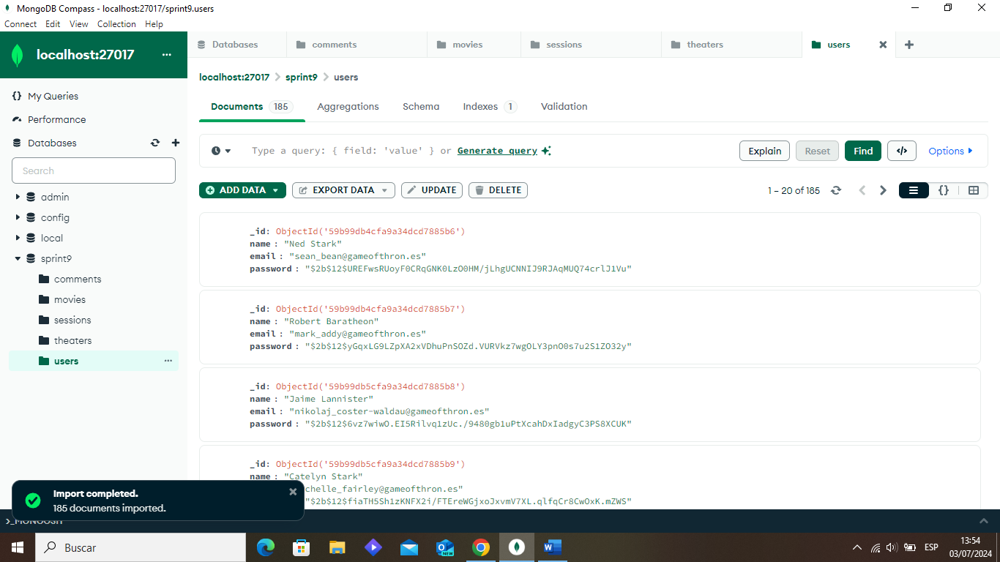 MongoDB Compass - localhost:27017/sprint9.users
Connect Edit View Collection Help
localhost:27017 ...
Databases comments movies sessions theaters users
localhost:27017 > sprint9 > users
{} My Queries
Performance
Databases
Search
admin
config
local
sprint9
comments
movies
sessions
theaters
users ...
Documents 185 Aggregations Schema Indexes 1 Validation
Type a query: { field: 'value' } or Generate query
Explain Reset Find </> Options
ADD DATA EXPORT DATA UPDATE DELETE
1 – 20 of 185 {}
_id: ObjectId('59b99db4cfa9a34dcd7885b6')
name : "Ned Stark"
email : "sean_bean@gameofthron.es"
password : "$2b$12$UREFwsRUoyF0CRqGNK0LzO0HM/jLhgUCNNIJ9RJAqMUQ74crlJ1Vu"
_id: ObjectId('59b99db4cfa9a34dcd7885b7')
name : "Robert Baratheon"
email : "mark_addy@gameofthron.es"
password : "$2b$12$yGqxLG9LZpXA2xVDhuPnSOZd.VURVkz7wgOLY3pnO0s7u2S1ZO32y"
_id: ObjectId('59b99db5cfa9a34dcd7885b8')
name : "Jaime Lannister"
email : "nikolaj_coster-waldau@gameofthron.es"
password : "$2b$12$6vz7wiwO.EI5Rilvq1zUc./9480gb1uPtXcahDxIadgyC3PS8XCUK"
_id: ObjectId('59b99db5cfa9a34dcd7885b9')
name : "Catelyn Stark"
chelle_fairley@gameofthron.es"
"$2b$12$fiaTH5Sh1zKNFX2i/FTEreWGjxoJxvmV7XL.qlfqCr8CwOxK.mZWS"
Import completed.
185 documents imported.
>_MONGOSH
Buscar
ESP
13:54
03/07/2024